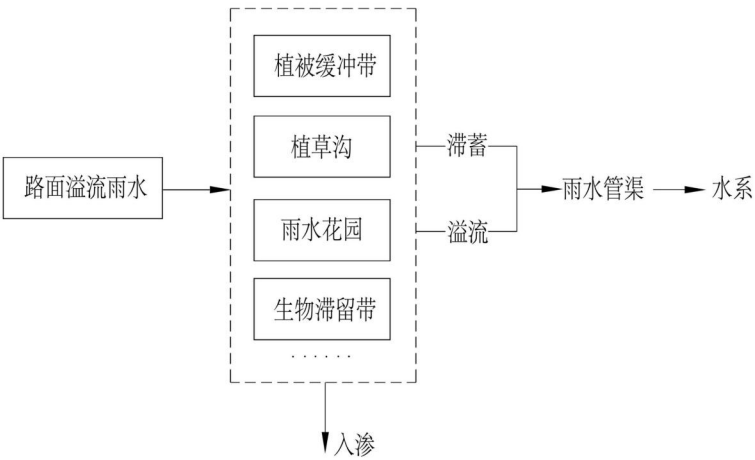 植被缓冲带
植草沟
滞蓄
路面溢流雨水
雨水管渠
水系
雨水花园
溢流
生物滞留带
······
入渗